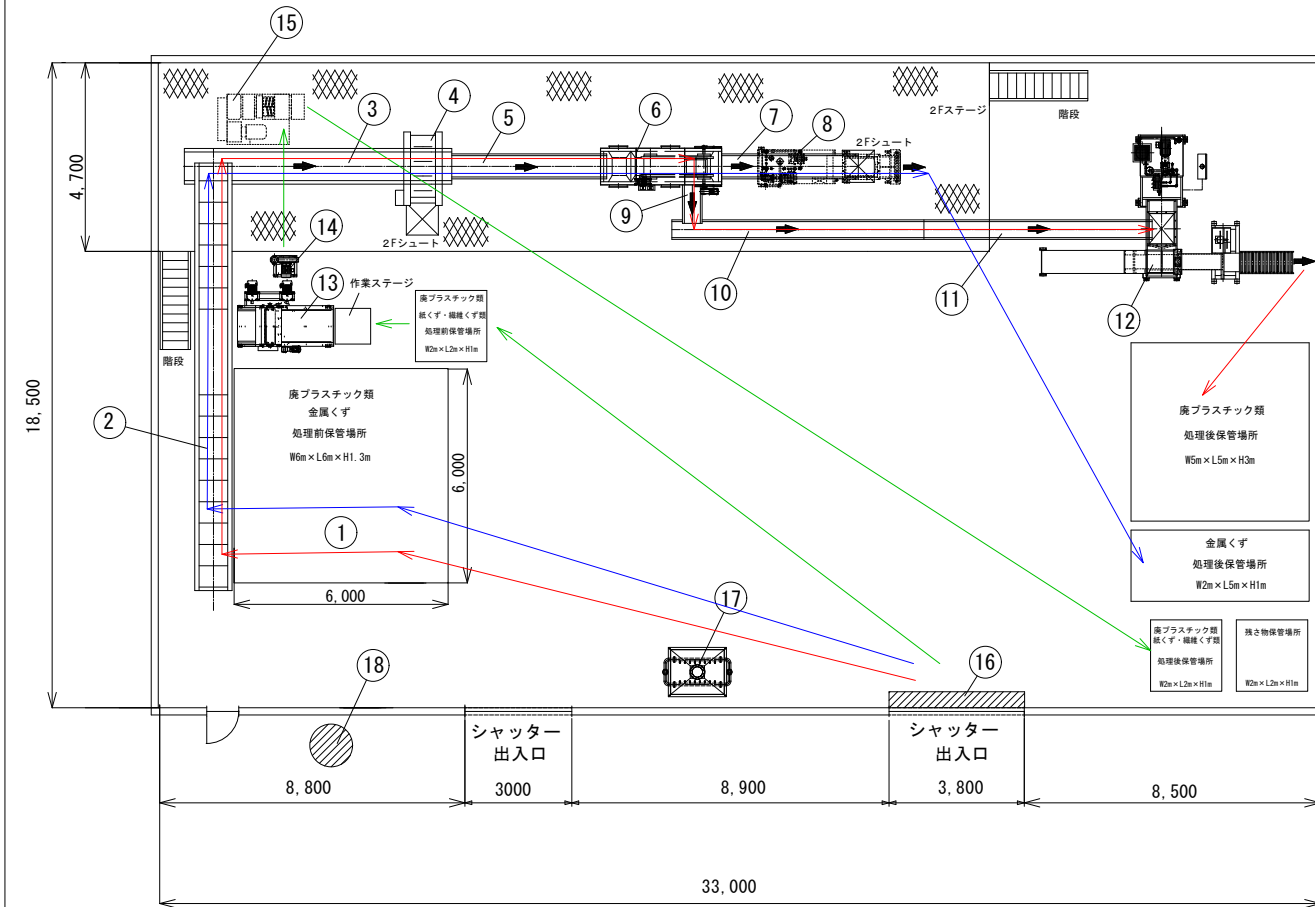 15
3
4
5
6
7
8
2Fシュート
2Fステージ
階段
4,700
18,500
2Fシュート
9
14
13
作業ステージ
10
11
12
廃プラスチック類
紙くず・繊維くず類
処理前保管場所
W2m×L2m×H1m
階段
2
廃プラスチック類
金属くず
処理前保管場所
W6m×L6m×H1.3m
6,000
1
6,000
廃プラスチック類
処理後保管場所
W5m×L5m×H3m
金属くず
処理後保管場所
W2m×L5m×H1m
廃プラスチック類
紙くず・繊維くず類
処理後保管場所
W2m×L2m×H1m
残さ物保管場所
W2m×L2m×H1m
17
16
18
シャッター
出入口
シャッター
出入口
8,800
3000
8,900
3,800
8,500
33,000